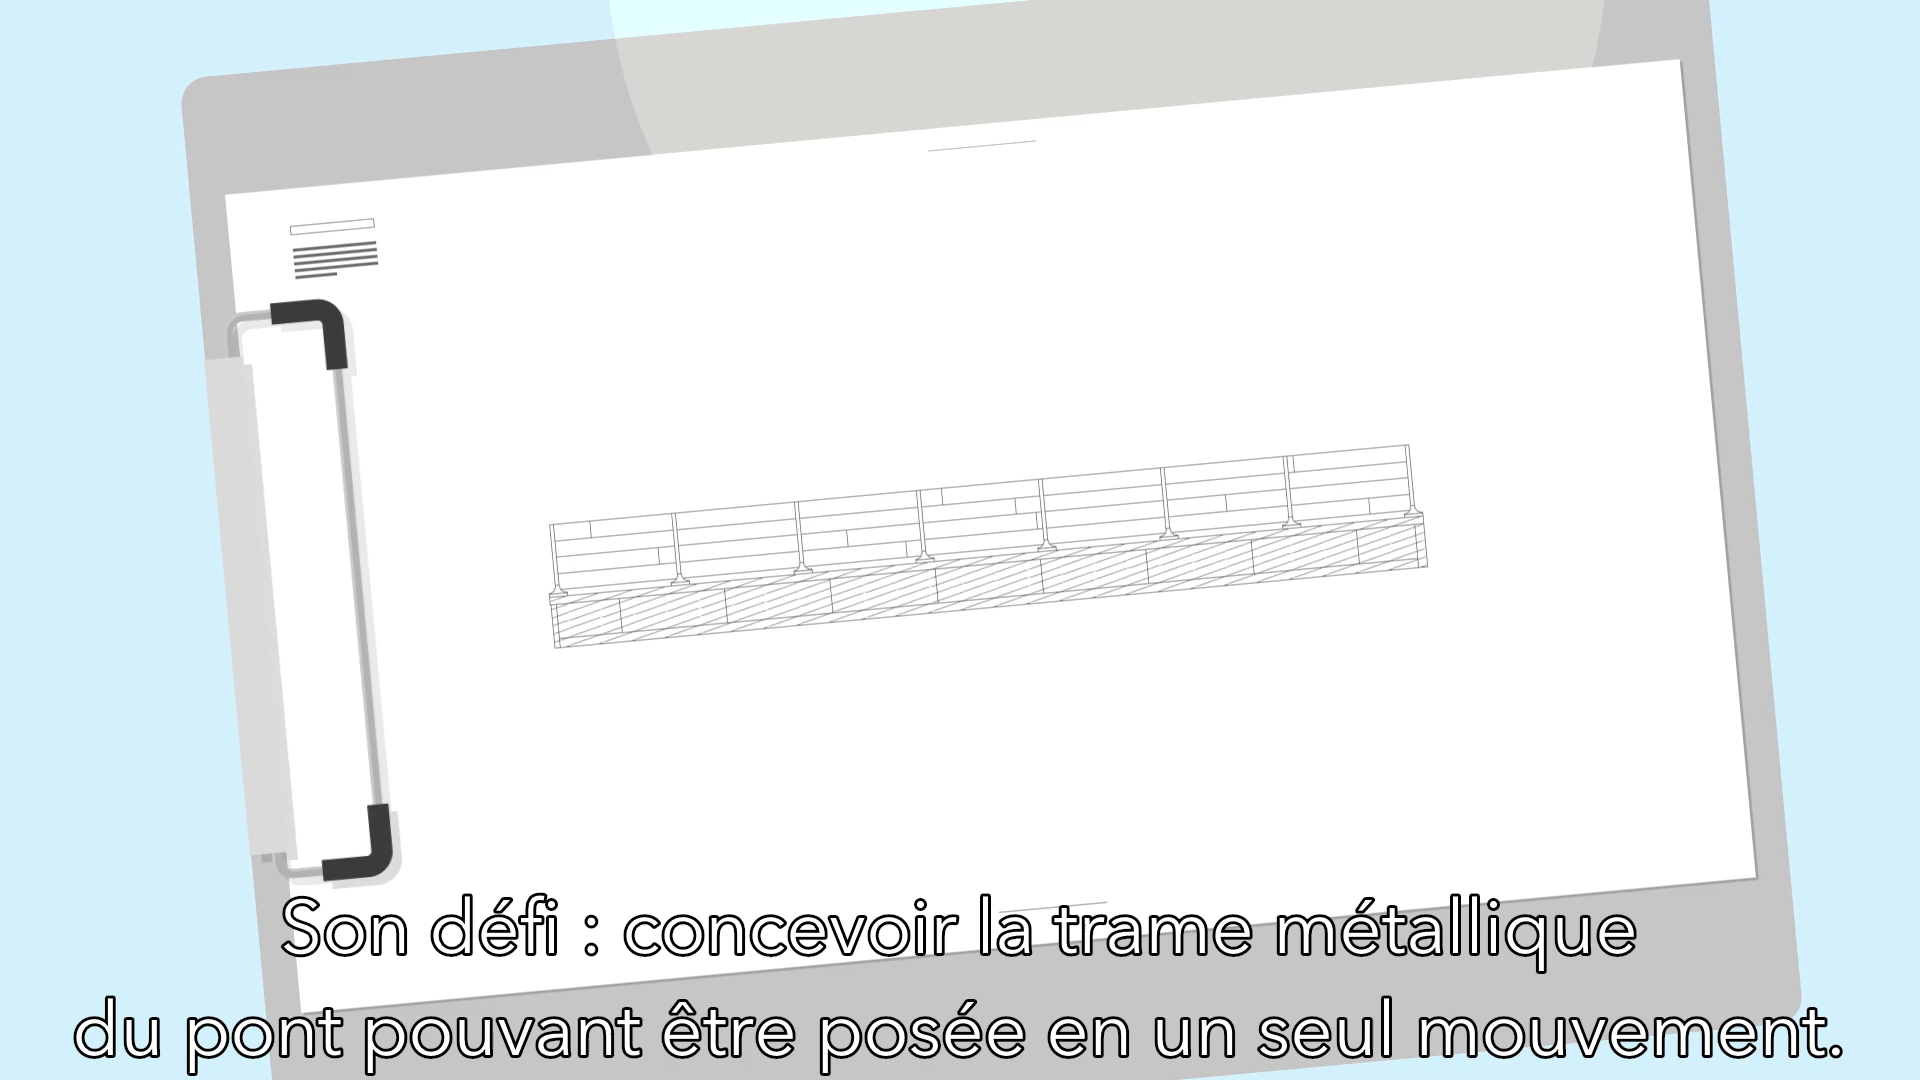 Son défi : concevoir la trame métallique
du pont pouvant être posée en un seul mouvement.